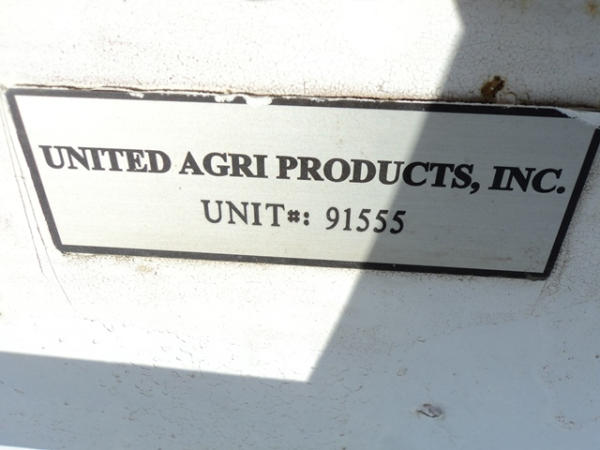 UNITED AGRI PRODUCTS, INC.
UNIT#: 91555